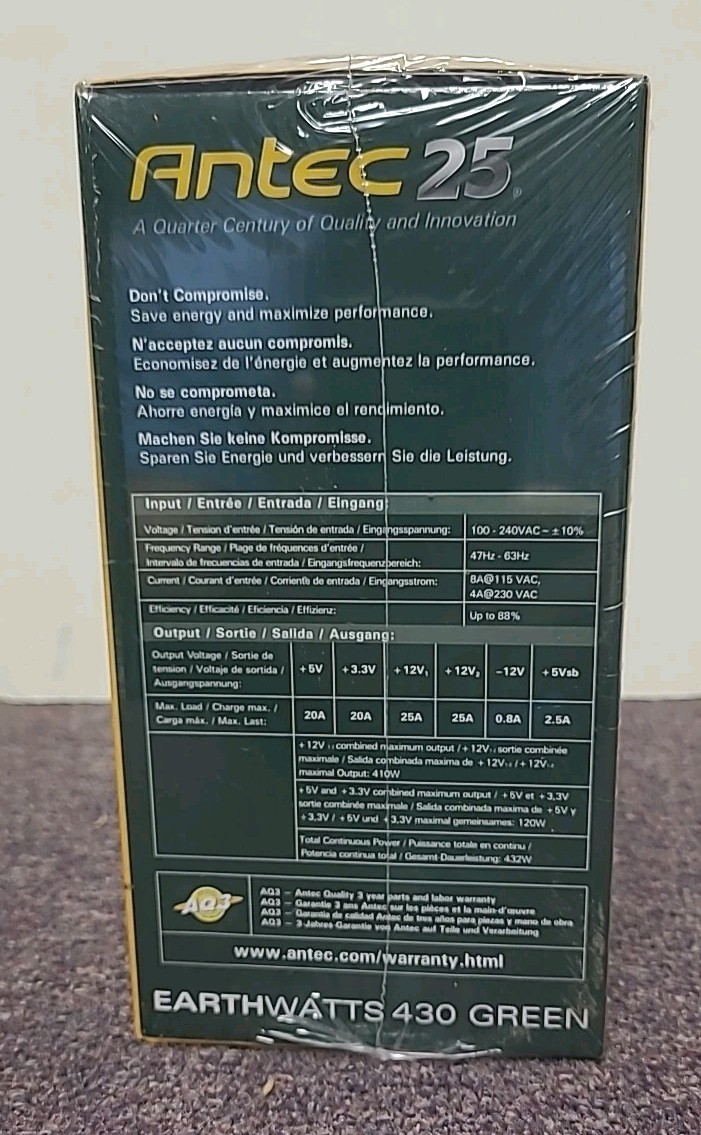 Antec 25®
A Quarter Century of Quality and Innovation
Don't Compromise.
Save energy and maximize performance.
N'acceptez aucun compromis.
Economisez de l'énergie et augmentez la performance.
No se comprometa.
Ahorre energía y maximice el rendimiento.
Machen Sie keine Kompromisse.
Sparen Sie Energie und verbessern Sie die Leistung.
Input / Entrée / Entrada / Eingang:
Voltage / Tension d'entrée / Tensión de entrada / Eingangsspannung: 100 - 240VAC ~ ±10%
Frequency Range / Plage de fréquences d'entrée /
Intervalo de frecuencias de entrada / Eingangsfrequenzbereich: 47Hz - 63Hz
Current / Courant d'entrée / Corriente de entrada / Eingangsstrom: 8A@115 VAC,
4A@230 VAC
Efficiency / Efficacité / Eficiencia / Effizienz: Up to 88%
Output / Sortie / Salida / Ausgang:
Output Voltage / Sortie de
tension / Voltaje de sortida /
Ausgangspannung:
+5V +3.3V +12V₁ +12V₂ -12V +5Vsb
Max. Load / Charge max. /
Carga máx. / Max. Last:
20A 20A 25A 25A 0.8A 2.5A
+12V combined maximum output / +12V sortie combinée
maximale / Salida combinada maxima de +12V / +12V
maximal Output: 410W
+5V and +3.3V combined maximum output / +5V et +3,3V
sortie combinée maximale / Salida combinada maxima de +5V y
+3,3V / +5V und +3,3V maximal gemeinsames: 120W
Total Continuous Power / Puissance totale en continu /
Potencia continua total / Gesamt-Dauerleistung: 432W
AQ3
AQ3 – Antec Quality 3 year parts and labor warranty
AQ3 – Garantie 3 ans Antec sur les pièces et la main-d'œuvre
AQ3 – Garantía de calidad Antec de tres años para piezas y mano de obra
AQ3 – 3-Jahres-Garantie von Antec auf Teile und Verarbeitung
www.antec.com/warranty.html
EARTHWATTS 430 GREEN